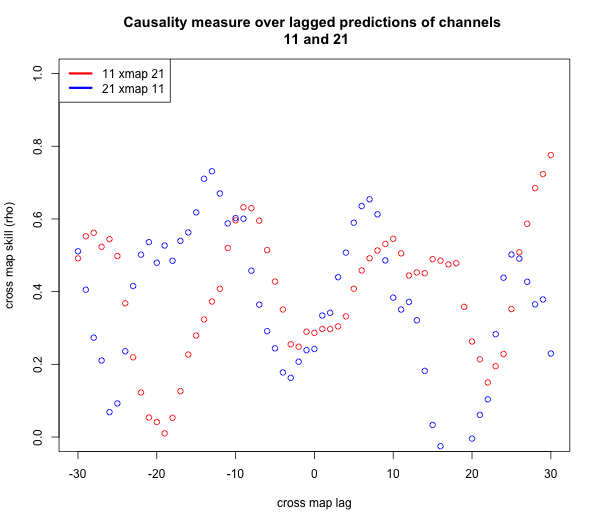 Causality measure over lagged predictions of channels
11 and 21
11 xmap 21
21 xmap 11
cross map skill (rho)
1.0
0.8
0.6
0.4
0.2
0.0
-30 -20 -10 0 10 20 30
cross map lag